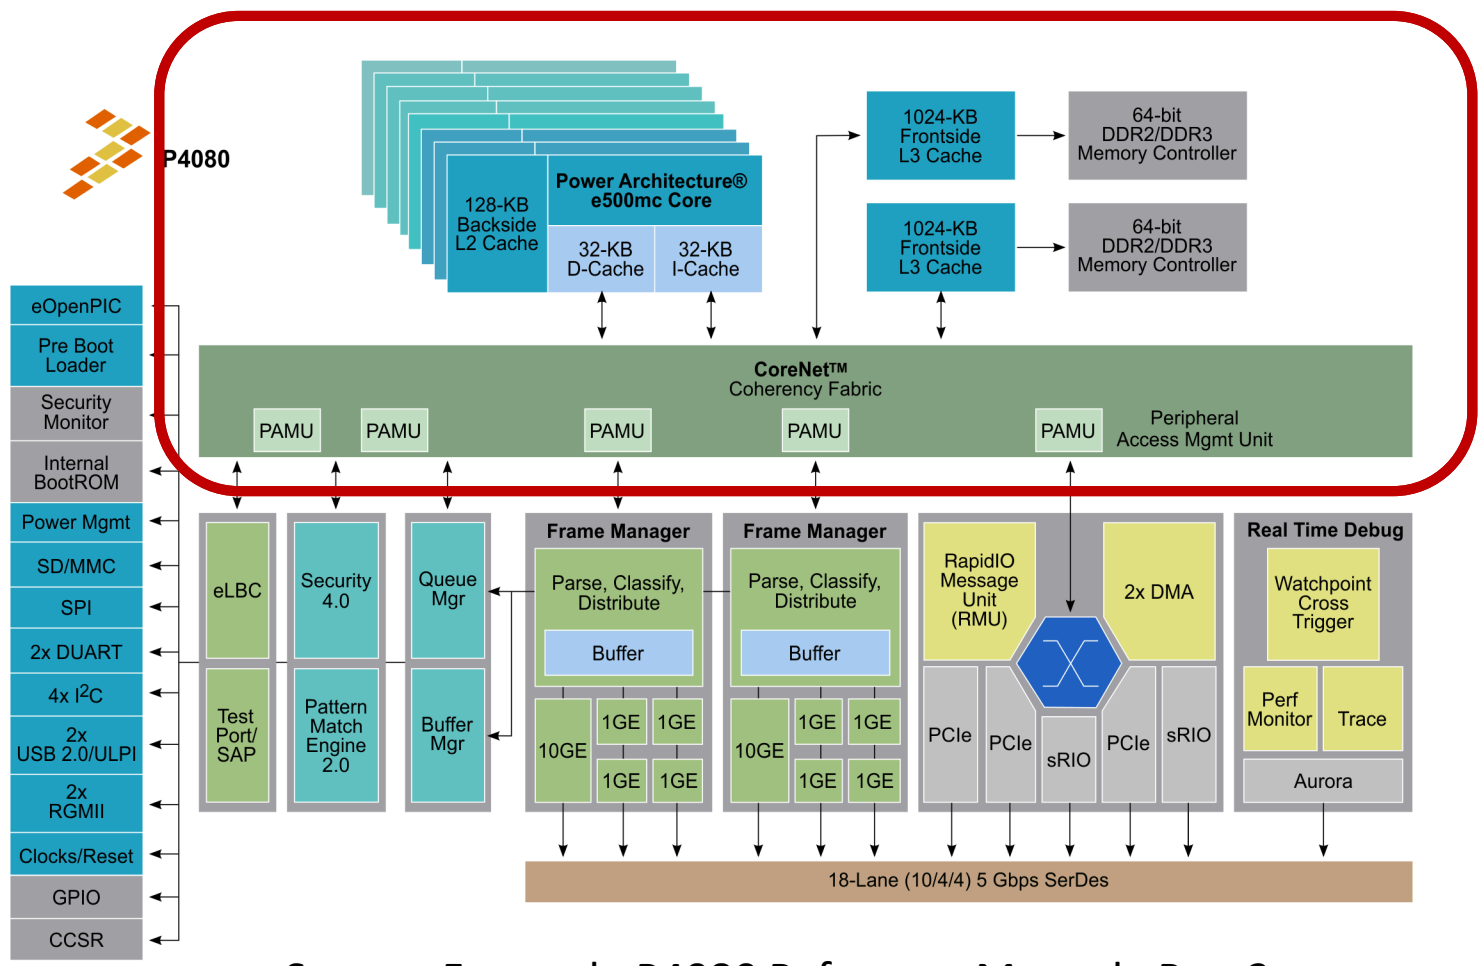 P4080
Power Architecture®
e500mc Core
128-KB
Backside
L2 Cache
32-KB
D-Cache
32-KB
I-Cache
1024-KB
Frontside
L3 Cache
64-bit
DDR2/DDR3
Memory Controller
1024-KB
Frontside
L3 Cache
64-bit
DDR2/DDR3
Memory Controller
eOpenPIC
Pre Boot
Loader
Security
Monitor
Internal
BootROM
Power Mgmt
SD/MMC
SPI
2x DUART
4x I²C
2x
USB 2.0/ULPI
2x
RGMII
Clocks/Reset
GPIO
CCSR
CoreNet™
Coherency Fabric
PAMU
PAMU
PAMU
PAMU
PAMU
Peripheral
Access Mgmt Unit
eLBC
Test
Port/
SAP
Security
4.0
Pattern
Match
Engine
2.0
Queue
Mgr
Buffer
Mgr
Frame Manager
Parse, Classify,
Distribute
Buffer
10GE
1GE
1GE
1GE
1GE
Frame Manager
Parse, Classify,
Distribute
Buffer
10GE
1GE
1GE
1GE
1GE
RapidIO
Message
Unit
(RMU)
2x DMA
PCIe
PCIe
sRIO
PCIe
sRIO
Real Time Debug
Watchpoint
Cross
Trigger
Perf
Monitor
Trace
Aurora
18-Lane (10/4/4) 5 Gbps SerDes